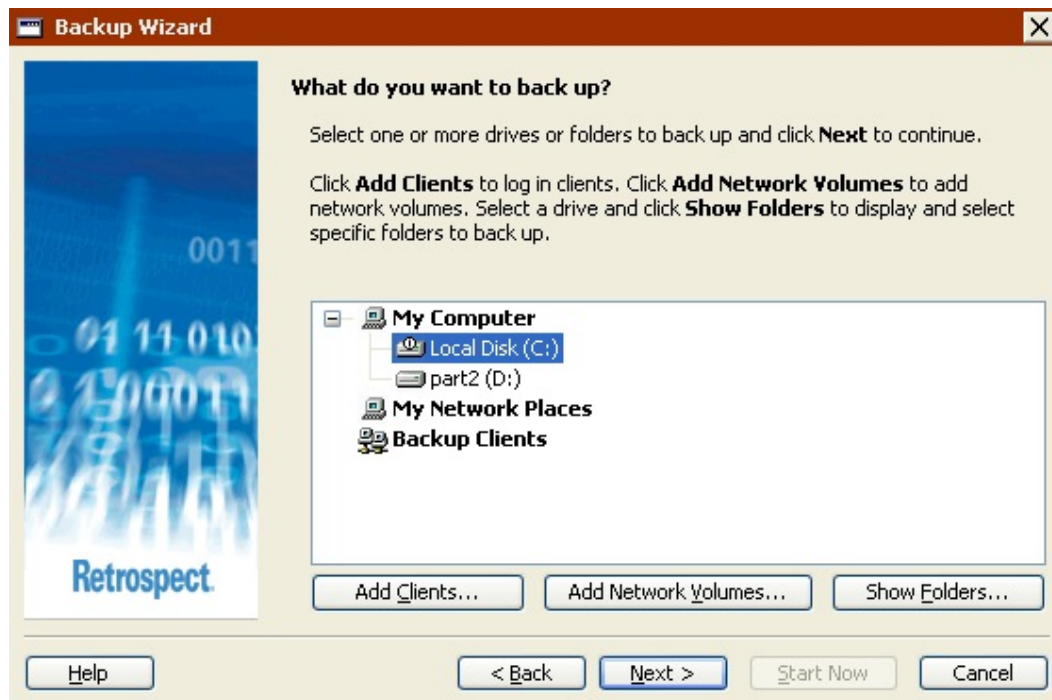 Backup Wizard
What do you want to back up?
Select one or more drives or folders to back up and click Next to continue.
Click Add Clients to log in clients. Click Add Network Volumes to add
network volumes. Select a drive and click Show Folders to display and select
specific folders to back up.
0011
01 11 010
Retrospect.
My Computer
Local Disk (C:)
part2 (D:)
My Network Places
Backup Clients
Add Clients...
Add Network Volumes...
Show Folders...
Help
< Back
Next >
Start Now
Cancel